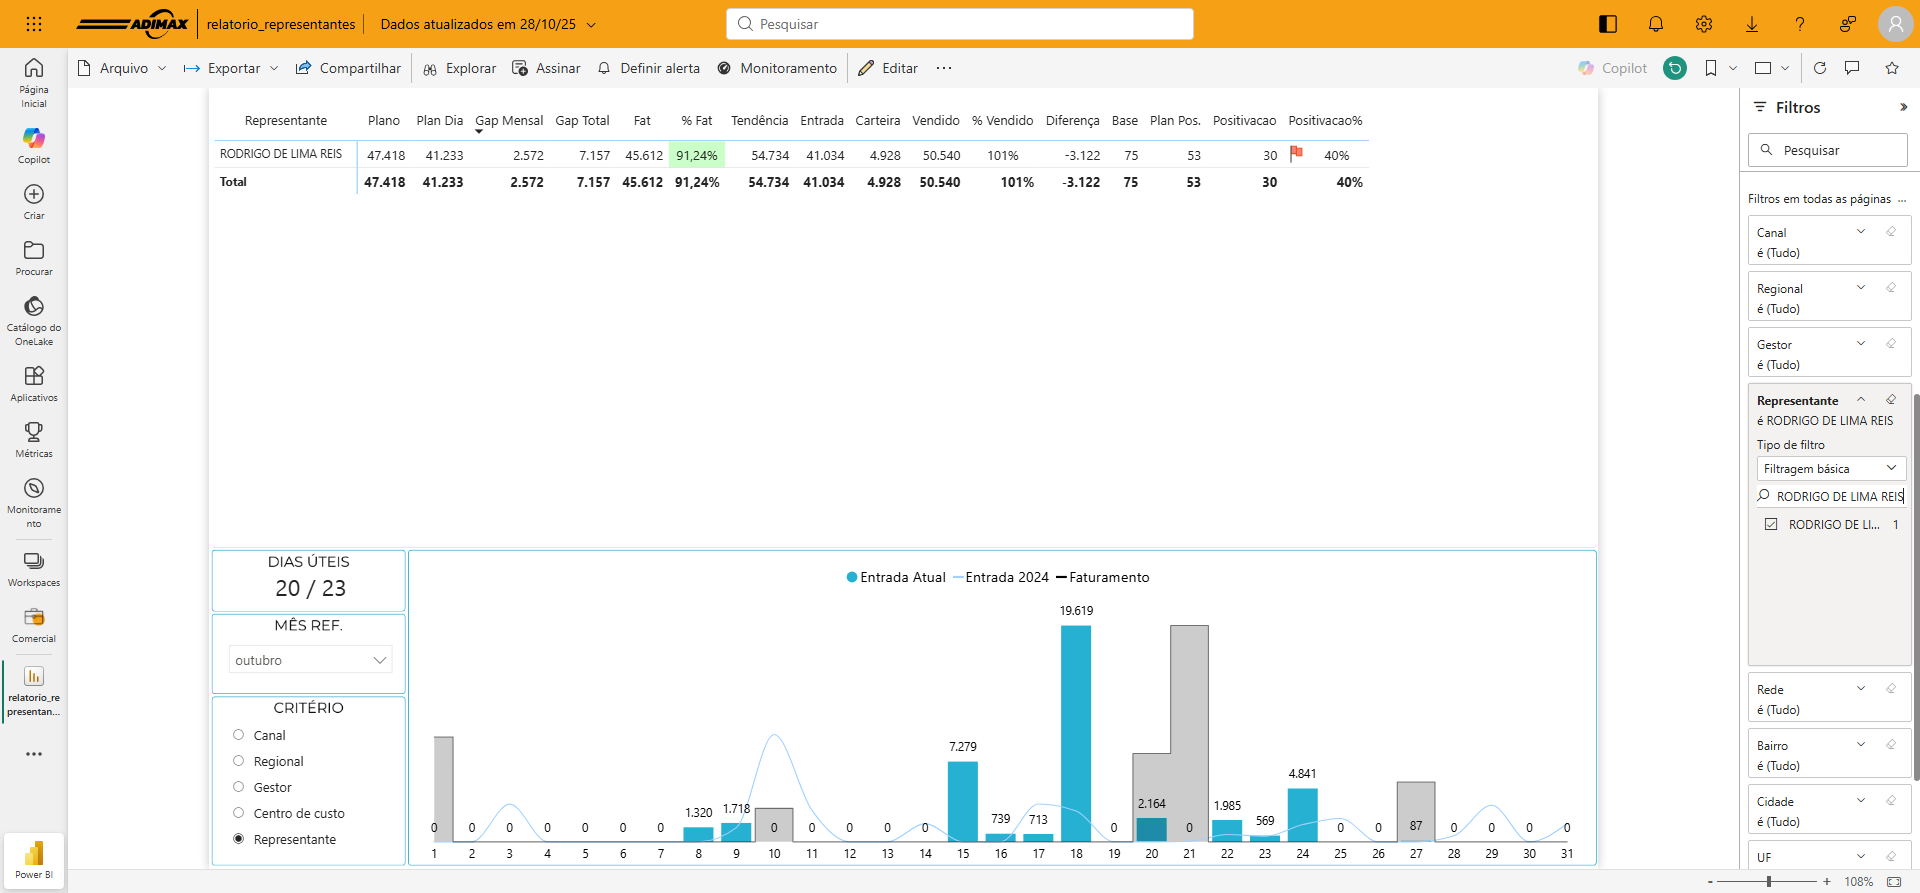 ADIMAX relatorio_representantes Dados atualizados em 28/10/25 Pesquisar
Arquivo Exportar Compartilhar Explorar Assinar Definir alerta Monitoramento Editar ... Copilot
Página
Inicial
Copilot
Criar
Procurar
Catálogo do
OneLake
Aplicativos
Métricas
Monitorame
nto
Workspaces
Comercial
relatorio_re
presentan...
Power BI
Representante Plano Plan Dia Gap Mensal Gap Total Fat % Fat Tendência Entrada Carteira Vendido % Vendido Diferença Base Plan Pos. Positivacao Positivacao%
RODRIGO DE LIMA REIS 47.418 41.233 2.572 7.157 45.612 91,24% 54.734 41.034 4.928 50.540 101% -3.122 75 53 30 40%
Total 47.418 41.233 2.572 7.157 45.612 91,24% 54.734 41.034 4.928 50.540 101% -3.122 75 53 30 40%
DIAS ÚTEIS
20 / 23
MÊS REF.
outubro
CRITÉRIO
Canal
Regional
Gestor
Centro de custo
Representante
Entrada Atual Entrada 2024 Faturamento
19.619
7.279
4.841
2.164
1.320 1.718 739 713 1.985 569
0 0 0 0 0 0 0 0 0 0 0 0 0 0 0 0 87 0 0 0 0
1 2 3 4 5 6 7 8 9 10 11 12 13 14 15 16 17 18 19 20 21 22 23 24 25 26 27 28 29 30 31
Filtros
Pesquisar
Filtros em todas as páginas ...
Canal
é (Tudo)
Regional
é (Tudo)
Gestor
é (Tudo)
Representante
é RODRIGO DE LIMA REIS
Tipo de filtro
Filtragem básica
RODRIGO DE LIMA REIS
RODRIGO DE LI... 1
Rede
é (Tudo)
Bairro
é (Tudo)
Cidade
é (Tudo)
UF
- + 108%